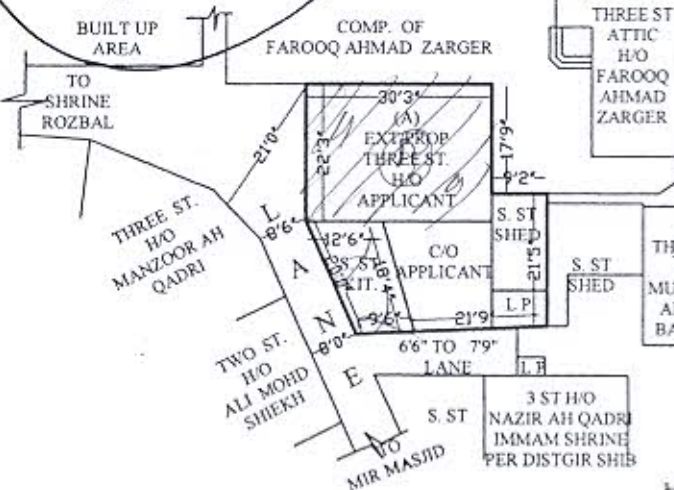 BUILT UP
AREA
COMP. OF
FAROOQ AHMAD ZARGER
THREE ST
ATTIC
H/O
FAROOQ
AHMAD
ZARGER
TO
SHRINE
ROZBAL
30'3"
(A)
EXT/PROP
THREE ST.
H/O
APPLICANT
22'3"
21'0"
17'9"
9'2"
THREE ST.
H/O
MANZOOR AH
QADRI
8'6"
L
A
N
E
12'6"
S. ST
KIT.
18'4"
9'6"
C/O
APPLICANT
21'9"
S. ST
SHED
21'5"
L P
S. ST
SHED
TH
MU
A
BA
TWO ST.
H/O
ALI MOHD
SHIEKH
8'0"
6'6" TO 7'9"
LANE
L P
S. ST
3 ST H/O
NAZIR AH QADRI
IMMAM SHRINE
PER DISTGIR SHIB
TO
MIR MASJID